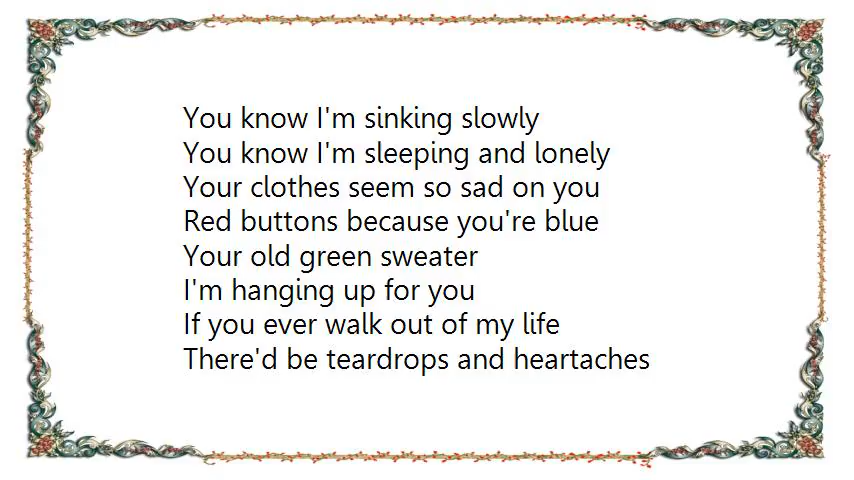 You know I'm sinking slowly
You know I'm sleeping and lonely
Your clothes seem so sad on you
Red buttons because you're blue
Your old green sweater
I'm hanging up for you
If you ever walk out of my life
There'd be teardrops and heartaches